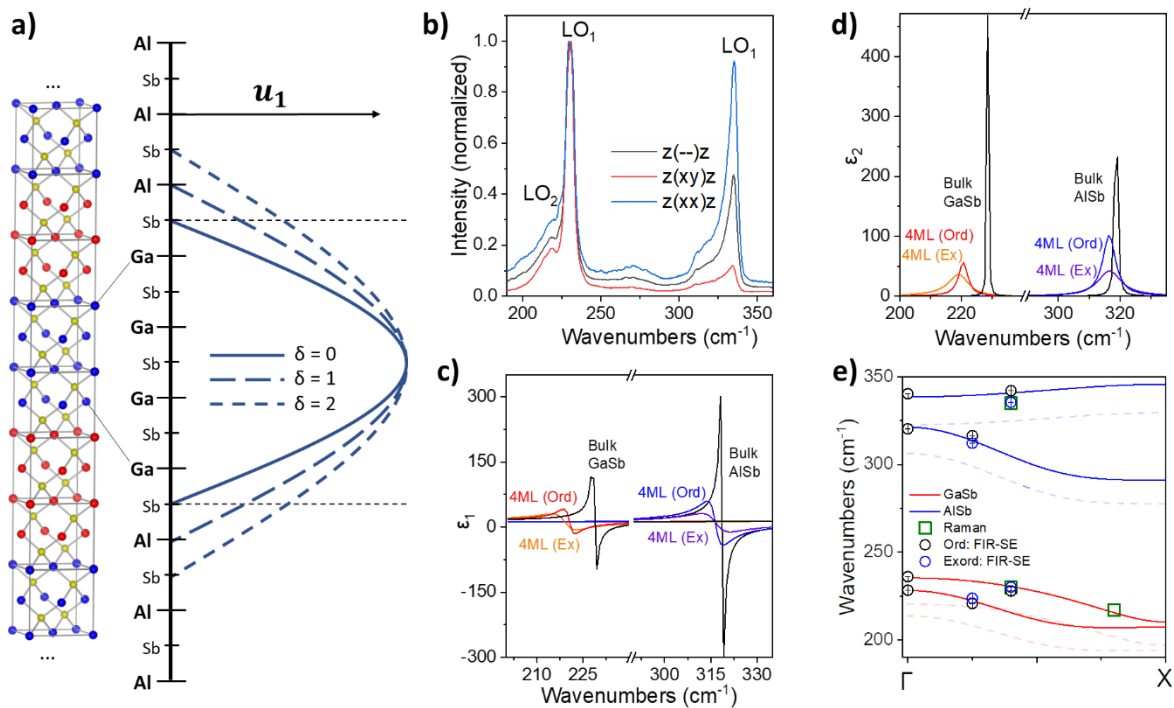 a)
...
...
Al
Sb
Al
Sb
Al
Sb
Ga
Sb
Ga
Sb
Ga
Sb
Ga
Sb
Al
Sb
Al
Sb
Al
u₁
δ = 0
δ = 1
δ = 2
b)
Intensity (normalized)
1.0
0.8
0.6
0.4
0.2
0.0
LO₁
LO₁
LO₂
z(--)z
z(xy)z
z(xx)z
200 250 300 350
Wavenumbers (cm⁻¹)
c)
ε₁
300
150
0
-150
-300
Bulk
GaSb
Bulk
AlSb
4ML (Ord)
4ML (Ex)
4ML (Ord)
4ML (Ex)
210 225 300 315 330
Wavenumbers (cm⁻¹)
d)
ε₂
400
300
200
100
0
Bulk
GaSb
Bulk
AlSb
4ML (Ord)
4ML (Ex)
4ML (Ord)
4ML (Ex)
200 220 300 320
Wavenumbers (cm⁻¹)
e)
Wavenumbers (cm⁻¹)
350
300
250
200
GaSb
AlSb
Raman
Ord: FIR-SE
Exord: FIR-SE
Γ X